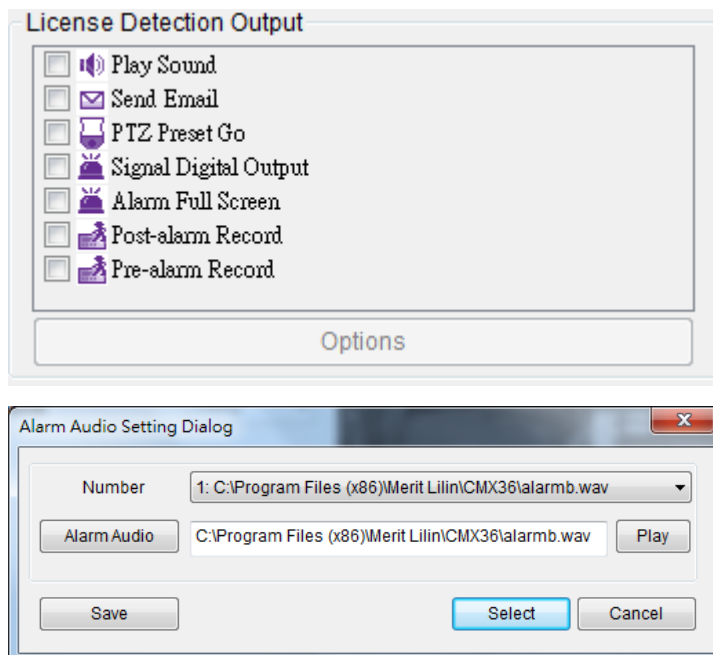 License Detection Output
Play Sound
Send Email
PTZ Preset Go
Signal Digital Output
Alarm Full Screen
Post-alarm Record
Pre-alarm Record
Options
Alarm Audio Setting Dialog
Number 1: C:\Program Files (x86)\Merit Lilin\CMX36\alarmb.wav
Alarm Audio C:\Program Files (x86)\Merit Lilin\CMX36\alarmb.wav Play
Save Select Cancel